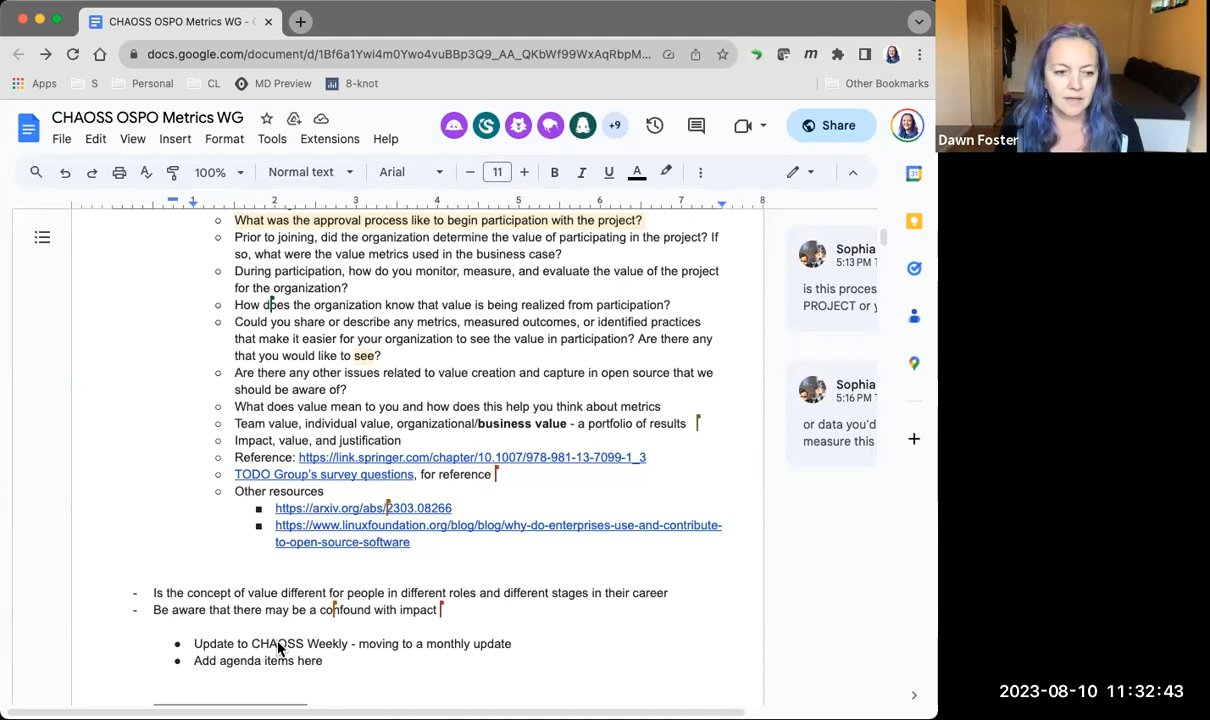 CHAOSS OSPO Metrics WG - G
docs.google.com/document/d/1Bf6a1Ywi4m0Ywo4vuBBp3Q9_AA_QKbWf99WxAqRbpM...
Apps
S
Personal
CL
MD Preview
8-knot
Other Bookmarks
CHAOSS OSPO Metrics WG
+9
Share
File Edit View Insert Format Tools Extensions Help
100%
Normal text
Arial
11
B I U A
1 2 3 4 5 6 7 8
What was the approval process like to begin participation with the project?
Prior to joining, did the organization determine the value of participating in the project? If
so, what were the value metrics used in the business case?
During participation, how do you monitor, measure, and evaluate the value of the project
for the organization?
How does the organization know that value is being realized from participation?
Could you share or describe any metrics, measured outcomes, or identified practices
that make it easier for your organization to see the value in participation? Are there any
that you would like to see?
Are there any other issues related to value creation and capture in open source that we
should be aware of?
What does value mean to you and how does this help you think about metrics
Team value, individual value, organizational/business value - a portfolio of results
Impact, value, and justification
Reference: https://link.springer.com/chapter/10.1007/978-981-13-7099-1_3
TODO Group's survey questions, for reference
Other resources
https://arxiv.org/abs/2303.08266
https://www.linuxfoundation.org/blog/blog/why-do-enterprises-use-and-contribute-
to-open-source-software
- Is the concept of value different for people in different roles and different stages in their career
- Be aware that there may be a confound with impact
Update to CHAOSS Weekly - moving to a monthly update
Add agenda items here
Sophia
5:13 PM T
is this proces
PROJECT or y
Sophia
5:16 PM T
or data you'd
measure this
31
Dawn Foster
2023-08-10 11:32:43